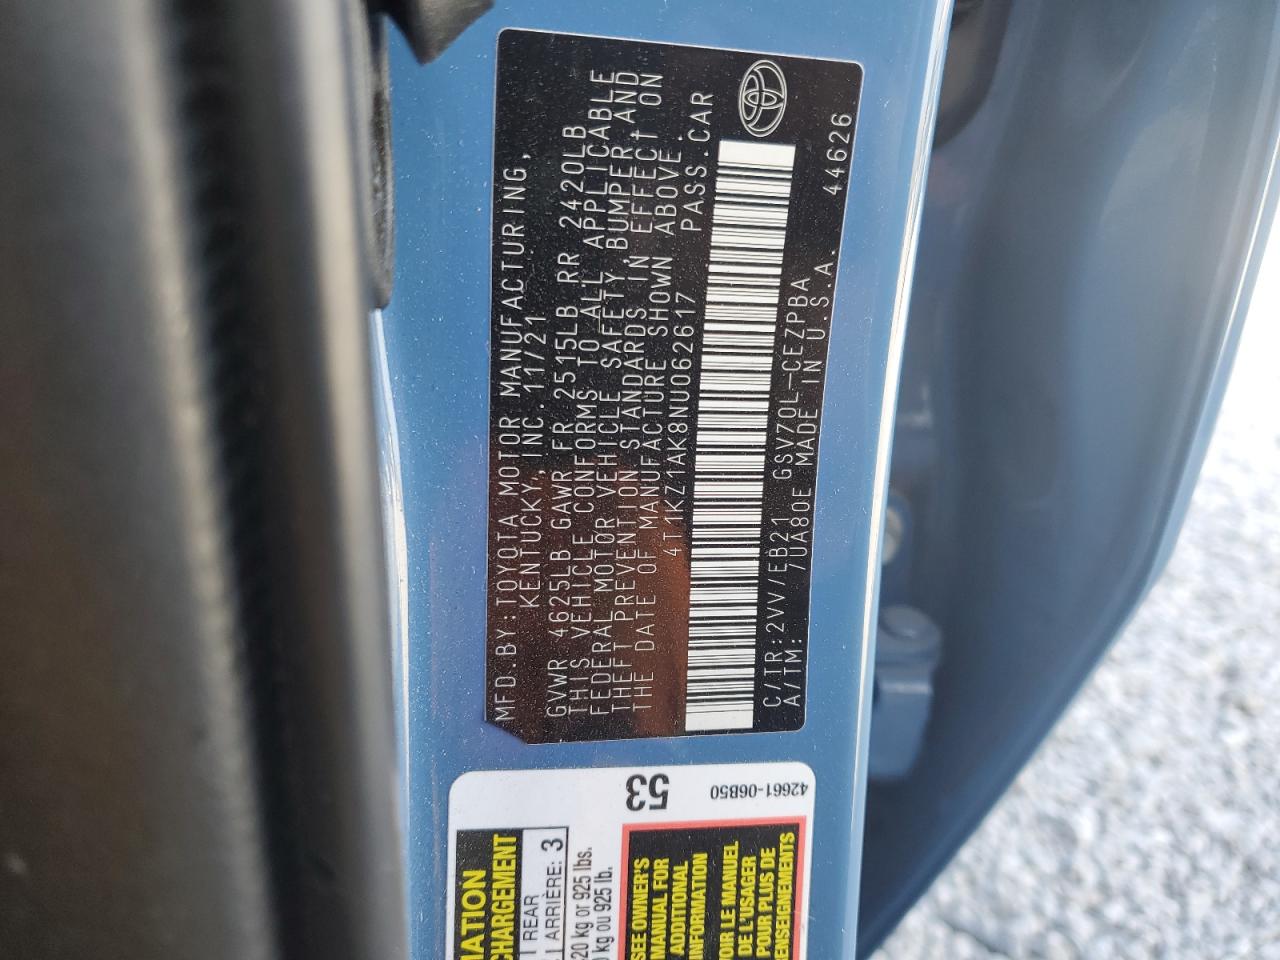 MFD.BY:TOYOTA MOTOR MANUFACTURING,
KENTUCKY, INC. 11/21
GVWR 4625LB GAWR FR 2515LB RR 2420LB
THIS VEHICLE CONFORMS TO ALL APPLICABLE
FEDERAL MOTOR VEHICLE SAFETY,BUMPER,AND
THEFT PREVENTION STANDARDS IN EFFECT ON
THE DATE OF MANUFACTURE SHOWN ABOVE.
4T1KZ1AK8NU062617 PASS.CAR
C/TR:2VV/EB21 GSV70L-CEZPBA
A/TM: 7UA80E MADE IN U.S.A. 44626
53
42661-06B50
MATION
CHARGEMENT
REAR
ARRIÈRE: 3
420 kg or 925 lbs.
kg ou 925 lb.
SEE OWNER'S
MANUAL FOR
ADDITIONAL
INFORMATION
VOIR LE MANUEL
DE L'USAGER
POUR PLUS DE
RENSEIGNEMENTS